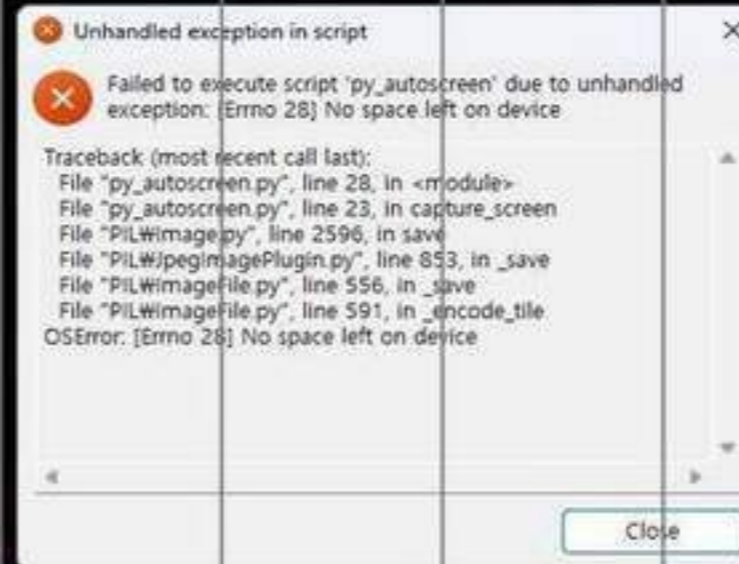 Unhandled exception in script
Failed to execute script 'py_autoscreen' due to unhandled
exception: [Errno 28] No space left on device
Traceback (most recent call last):
File "py_autoscreen.py", line 28, in <module>
File "py_autoscreen.py", line 23, in capture_screen
File "PIL₩Image.py", line 2596, in save
File "PIL₩JpegImagePlugin.py", line 853, in _save
File "PIL₩ImageFile.py", line 556, in _save
File "PIL₩ImageFile.py", line 591, in _encode_tile
OSError: [Errno 28] No space left on device
Close